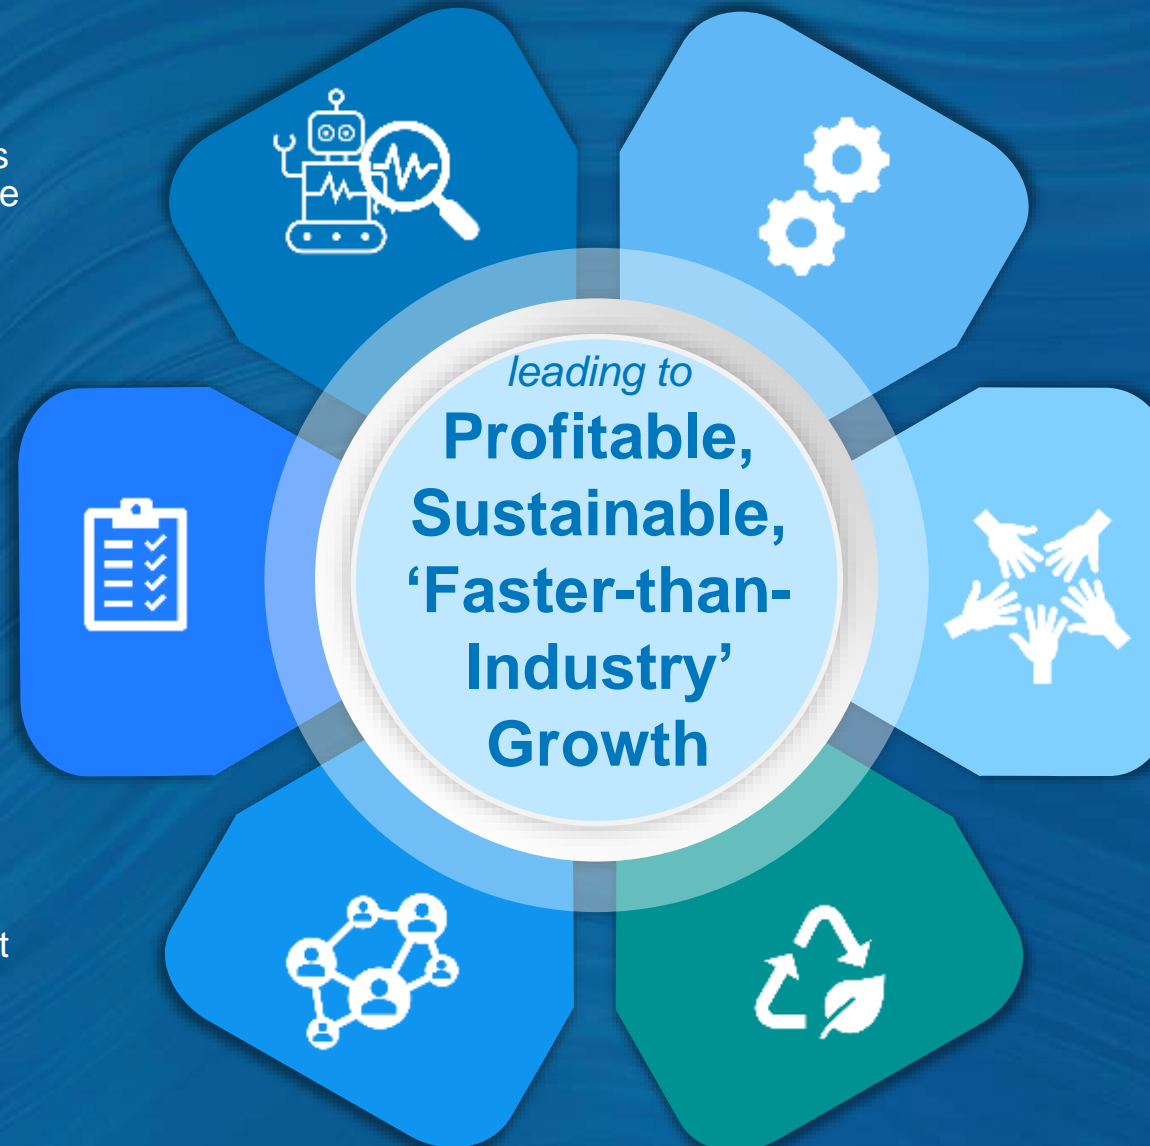 leading to
Profitable,
Sustainable,
‘Faster-than-
Industry’
Growth